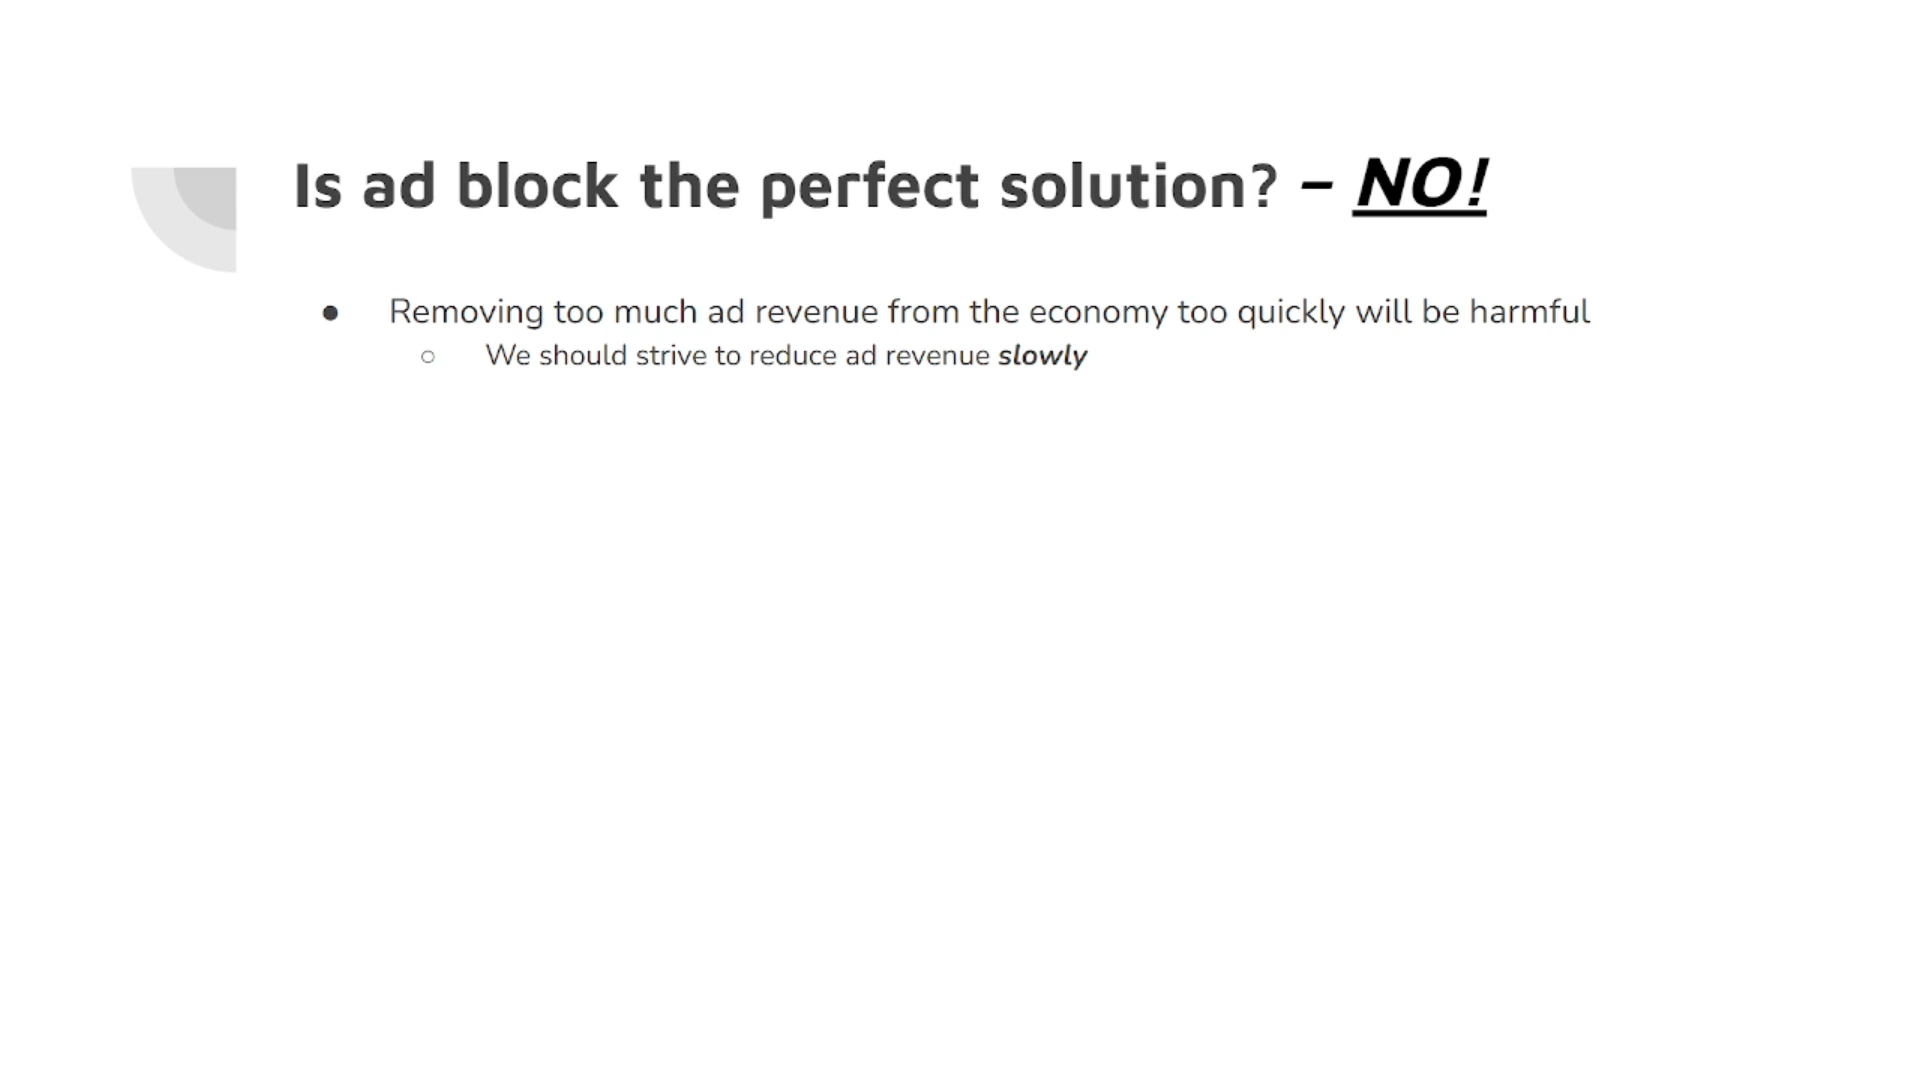 Is ad block the perfect solution? – NO!
● Removing too much ad revenue from the economy too quickly will be harmful
○ We should strive to reduce ad revenue slowly